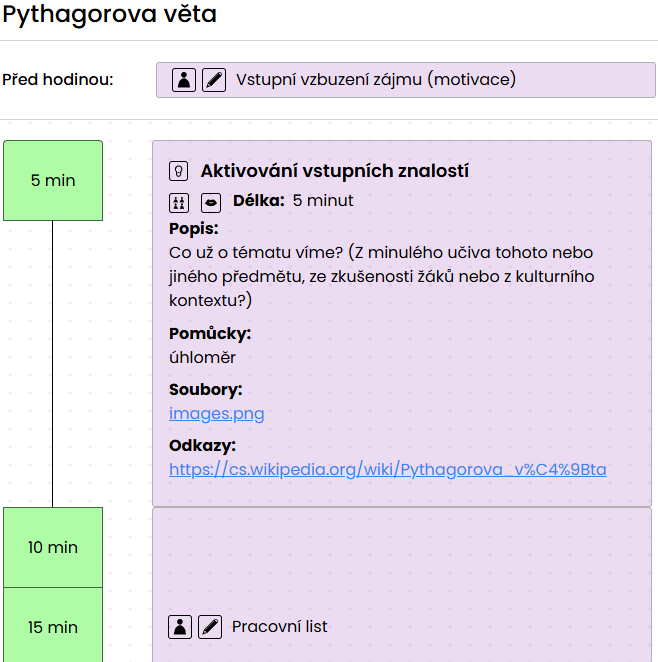 Pythagorova věta
Před hodinou:
Vstupní vzbuzení zájmu (motivace)
5 min
Aktivování vstupních znalostí
Délka: 5 minut
Popis:
Co už o tématu víme? (Z minulého učiva tohoto nebo
jiného předmětu, ze zkušenosti žáků nebo z kulturního
kontextu?)
Pomůcky:
úhloměr
Soubory:
images.png
Odkazy:
https://cs.wikipedia.org/wiki/Pythagorova_v%C4%9Bta
10 min
15 min
Pracovní list